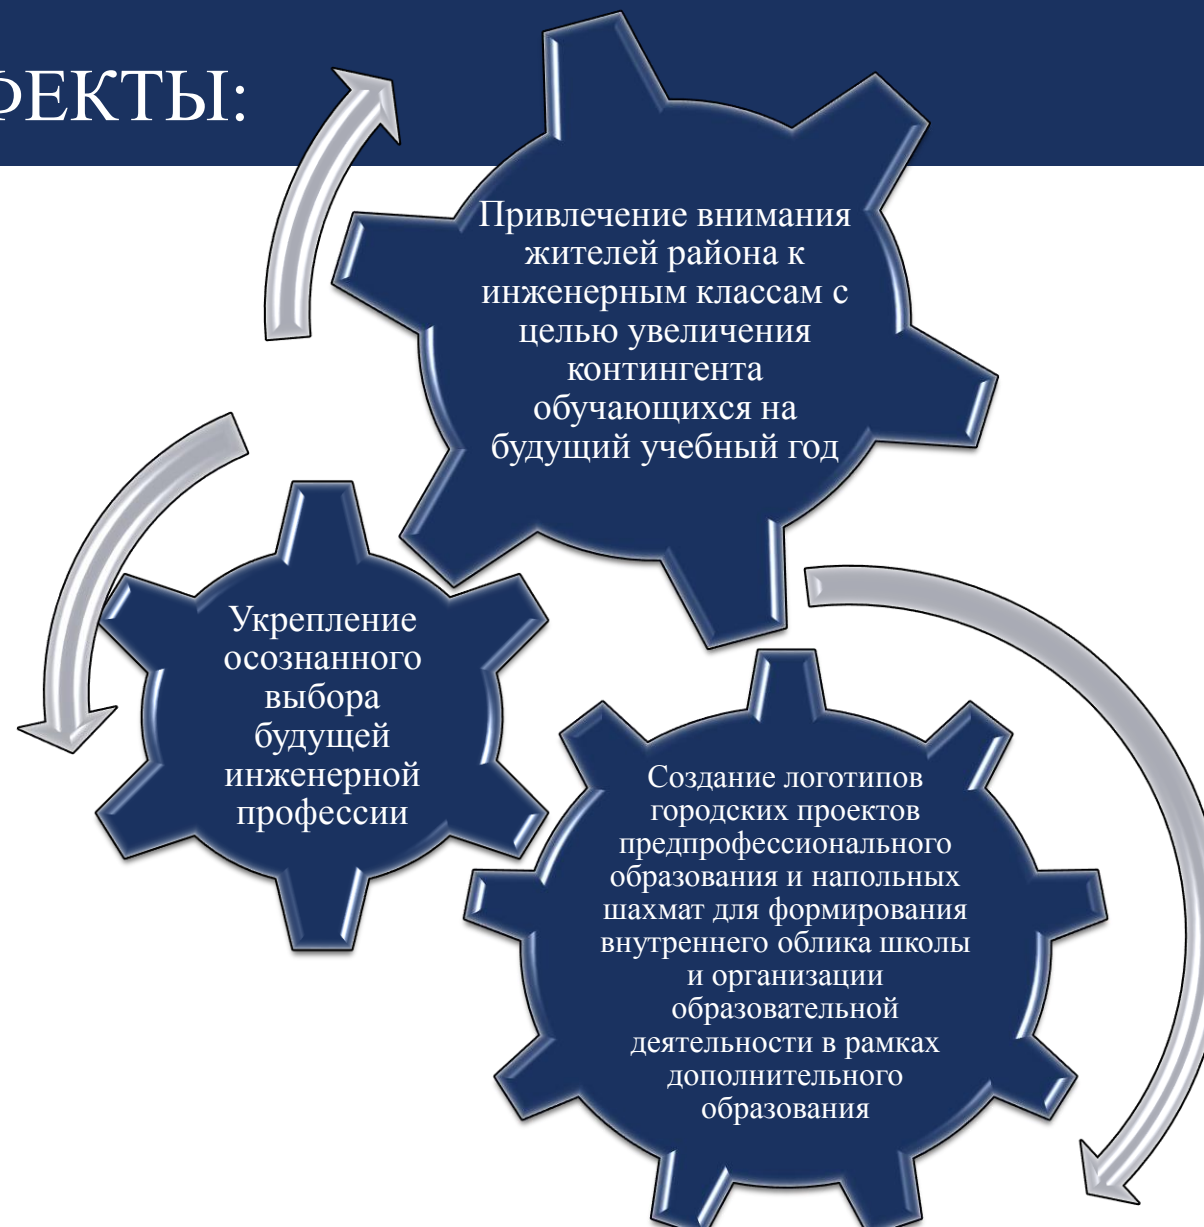 ФЕКТЫ:
Привлечение внимания
жителей района к
инженерным классам с
целью увеличения
контингента
обучающихся на
будущий учебный год
Укрепление
осознанного
выбора
будущей
инженерной
профессии
Создание логотипов
городских проектов
предпрофессионального
образования и напольных
шахмат для формирования
внутреннего облика школы
и организации
образовательной
деятельности в рамках
дополнительного
образования